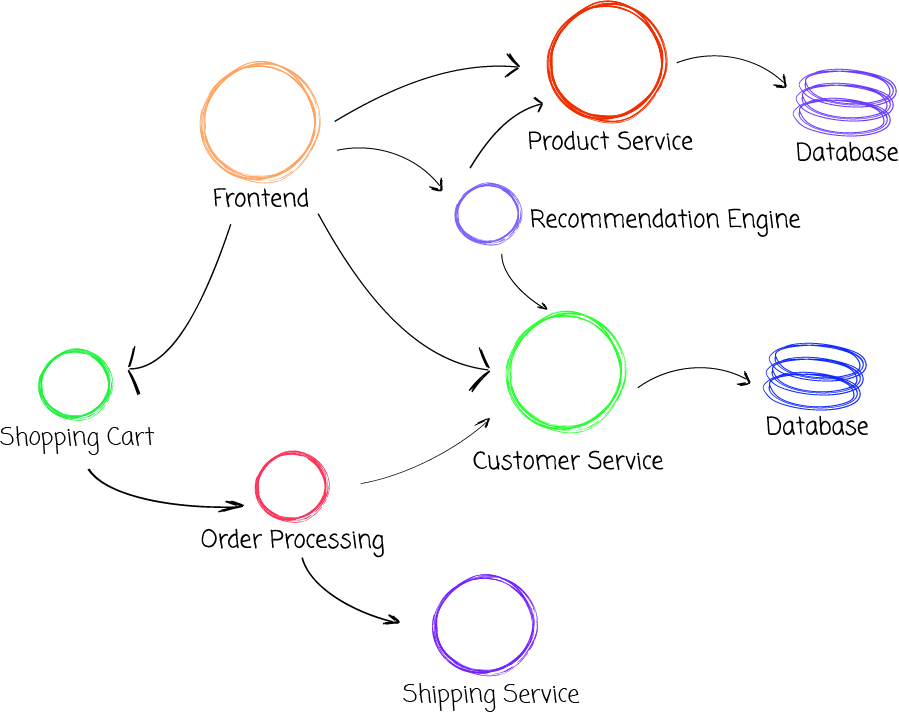 Product Service
Database
Frontend
Recommendation Engine
Database
Shopping Cart
Customer Service
Order Processing
Shipping Service